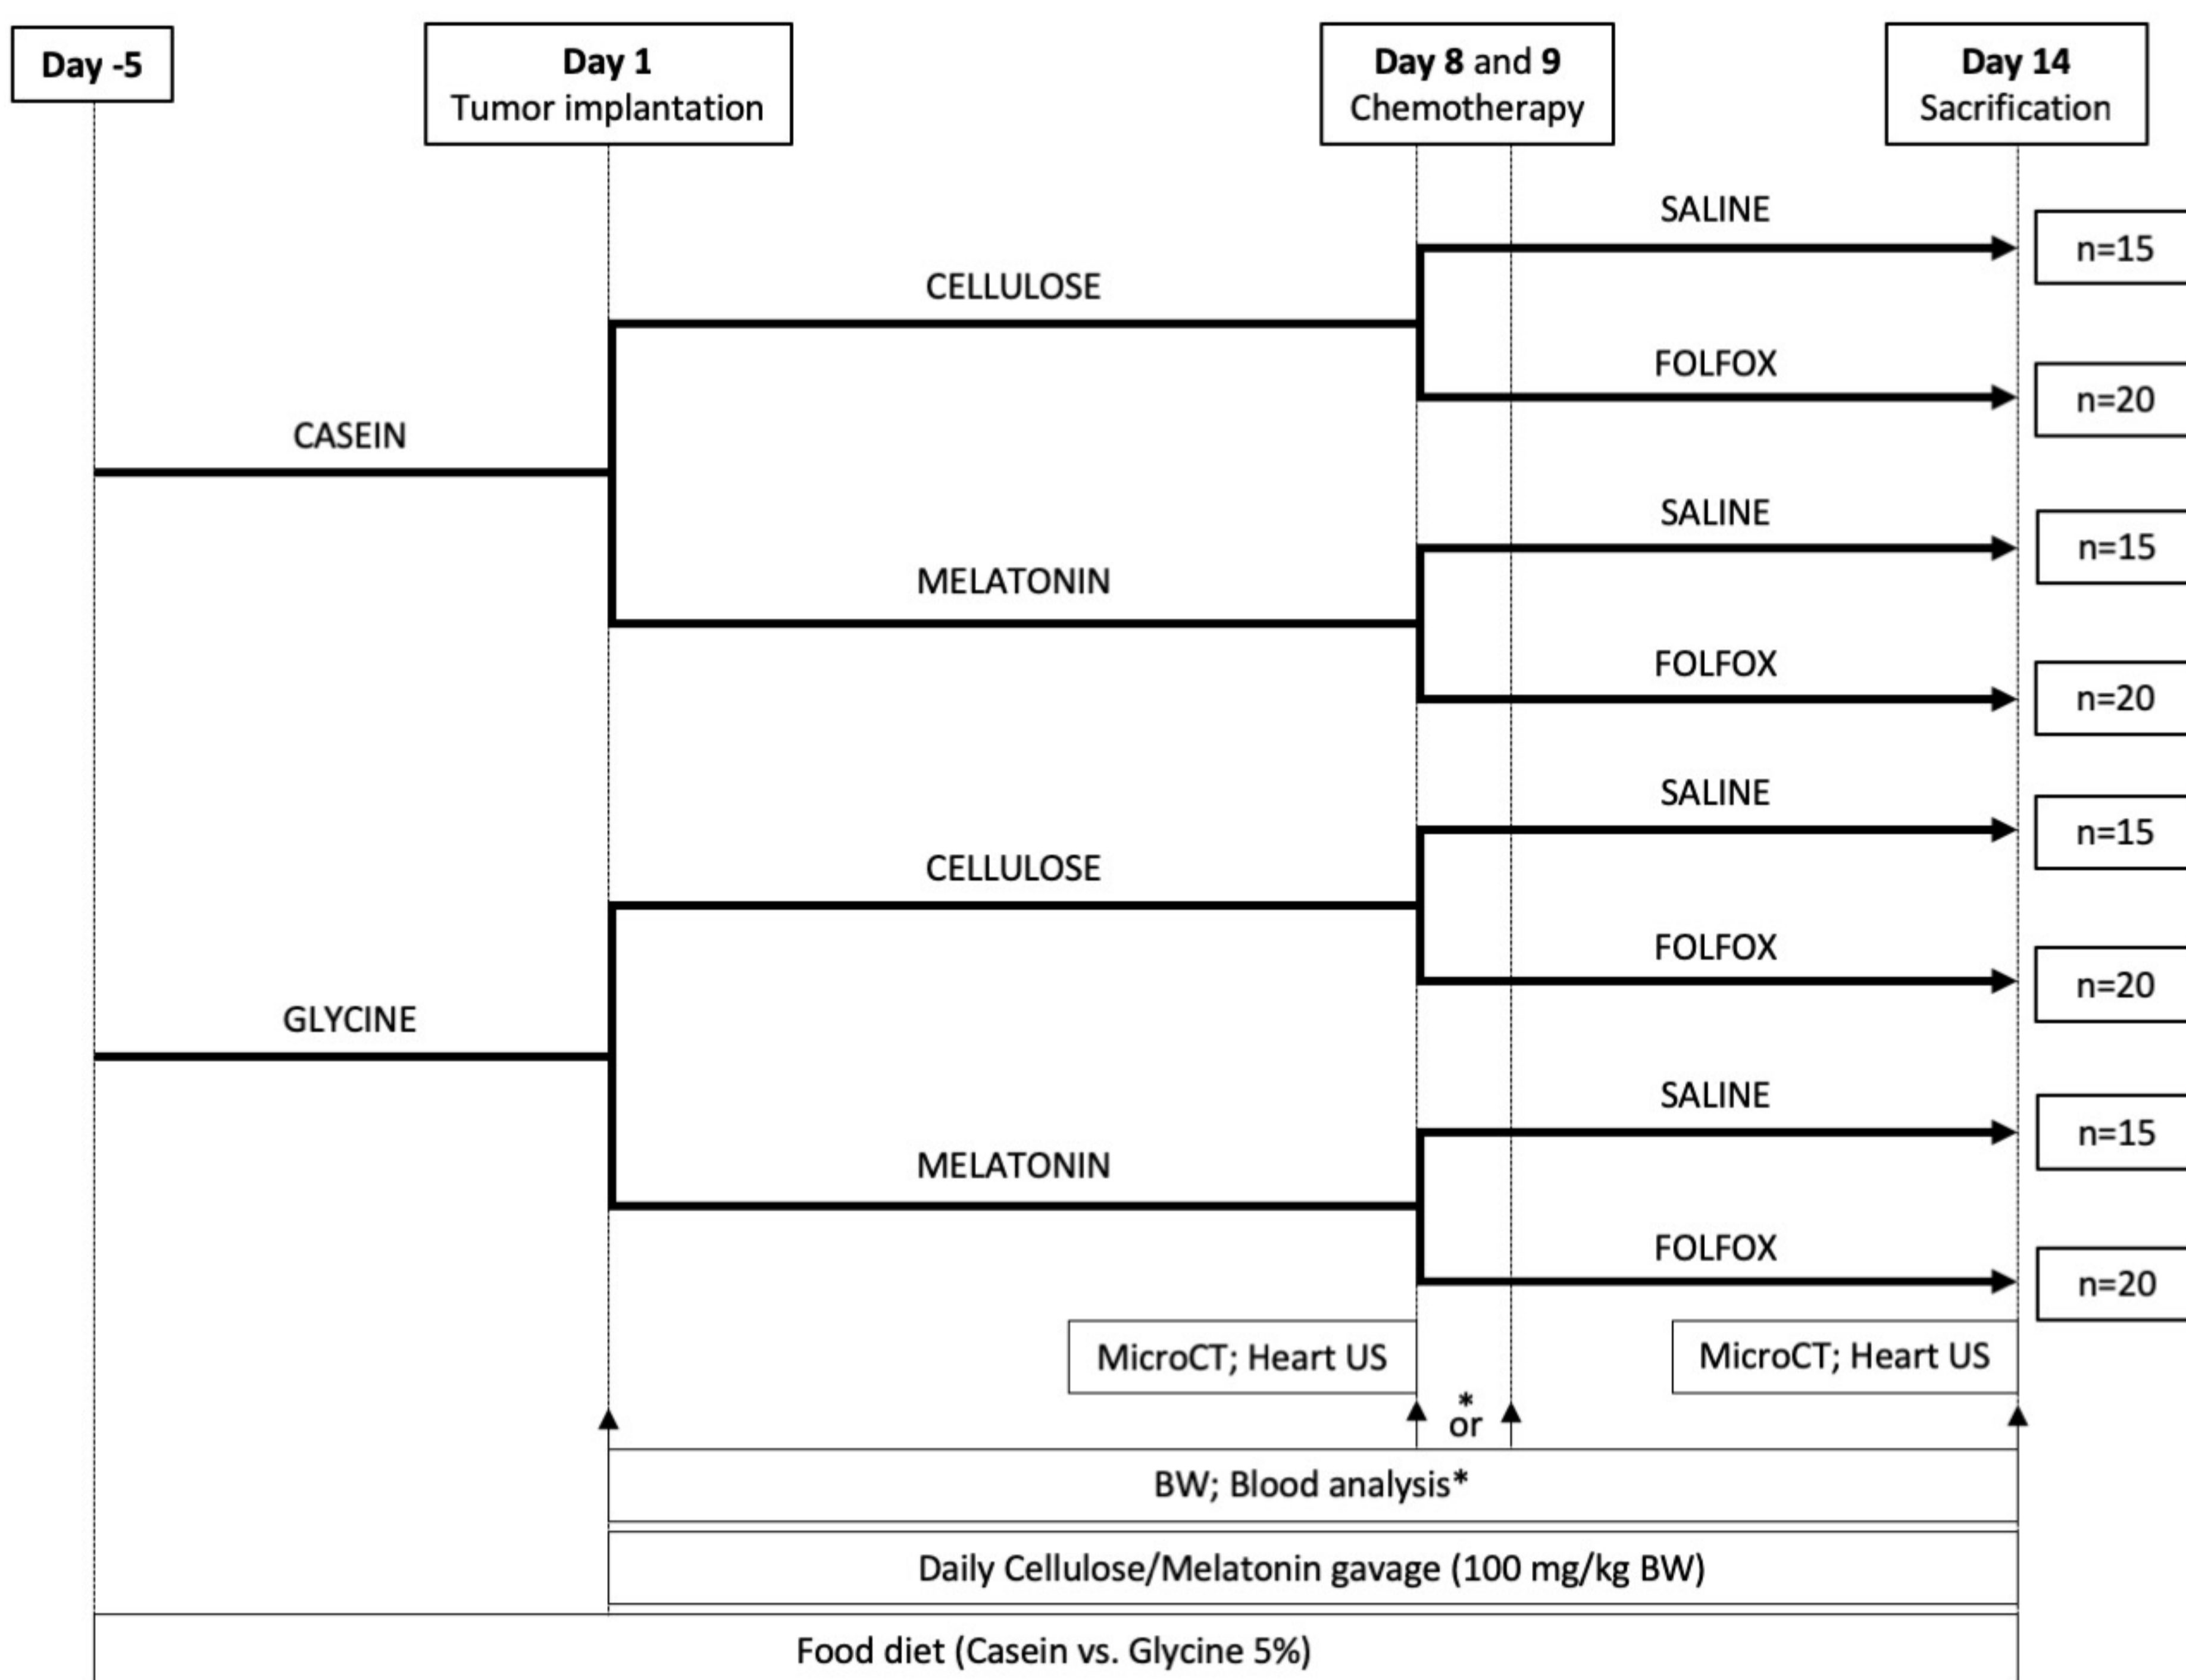 Day -5
Day 1
Tumor implantation
Day 8 and 9
Chemotherapy
Day 14
Sacrification
SALINE
n=15
CELLULOSE
FOLFOX
n=20
CASEIN
SALINE
n=15
MELATONIN
FOLFOX
n=20
SALINE
n=15
CELLULOSE
FOLFOX
n=20
GLYCINE
SALINE
n=15
MELATONIN
FOLFOX
n=20
MicroCT; Heart US
MicroCT; Heart US
*
or
BW; Blood analysis*
Daily Cellulose/Melatonin gavage (100 mg/kg BW)
Food diet (Casein vs. Glycine 5%)